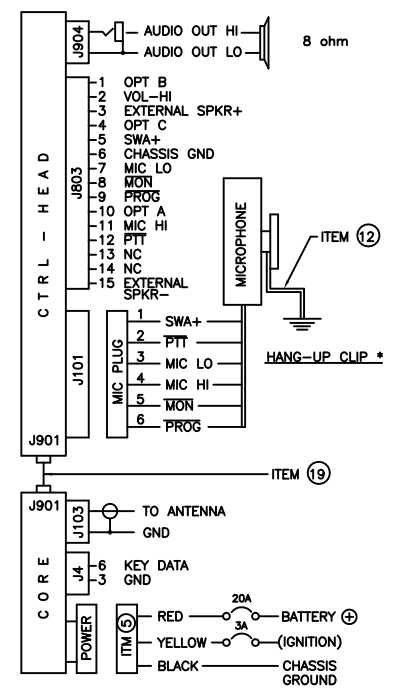 J904
AUDIO OUT HI
AUDIO OUT LO
8 ohm
CTRL-HEAD
J803
1 OPT B
2 VOL-HI
3 EXTERNAL SPKR+
4 OPT C
5 SWA+
6 CHASSIS GND
7 MIC LO
8 MON
9 PROG
10 OPT A
11 MIC HI
12 PTT
13 NC
14 NC
15 EXTERNAL
SPKR-
MICROPHONE
ITEM 12
HANG-UP CLIP *
J101
MIC PLUG
1 SWA+
2 PTT
3 MIC LO
4 MIC HI
5 MON
6 PROG
J901
ITEM 19
J901
CORE
J103
TO ANTENNA
GND
J4
6 KEY DATA
3 GND
POWER
ITM 5
RED 20A BATTERY +
YELLOW 3A (IGNITION)
BLACK CHASSIS
GROUND